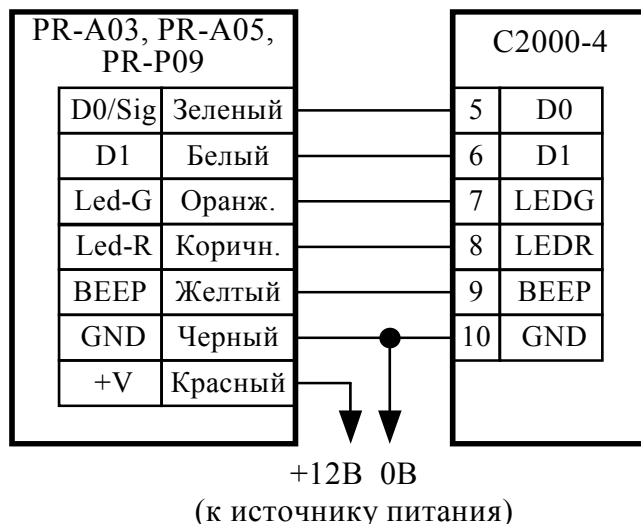 PR-A03, PR-A05,
PR-P09
C2000-4
D0/Sig Зеленый 5 D0
D1 Белый 6 D1
Led-G Оранж. 7 LEDG
Led-R Коричн. 8 LEDR
BEEP Желтый 9 BEEP
GND Черный 10 GND
+V Красный
+12В 0В
(к источнику питания)